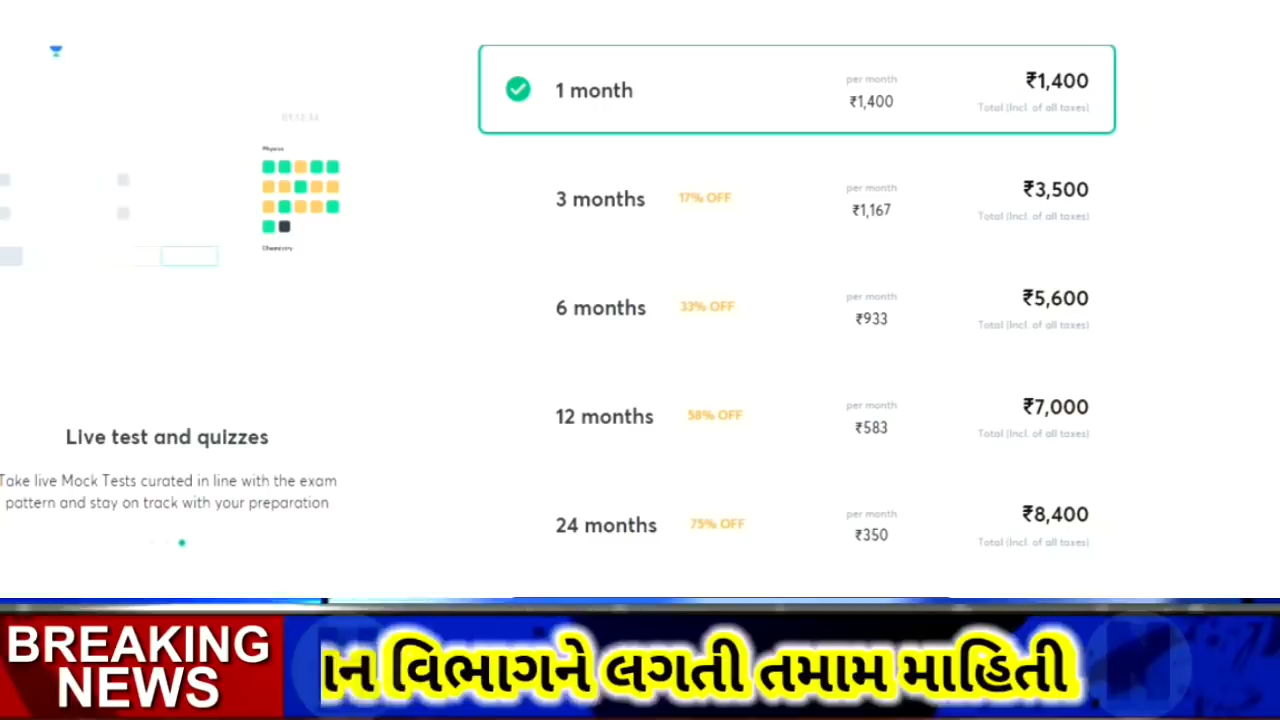 1 month
per month
₹1,400
₹1,400
Total (Incl. of all taxes)
3 months
17% OFF
per month
₹1,167
₹3,500
Total (Incl. of all taxes)
6 months
33% OFF
per month
₹933
₹5,600
Total (Incl. of all taxes)
12 months
58% OFF
per month
₹583
₹7,000
Total (Incl. of all taxes)
24 months
75% OFF
per month
₹350
₹8,400
Total (Incl. of all taxes)
Physics
Chemistry
Live test and quizzes
Take live Mock Tests curated in line with the exam
pattern and stay on track with your preparation
BREAKING
NEWS
ાન વિભાગને લગતી તમામ માહિતી